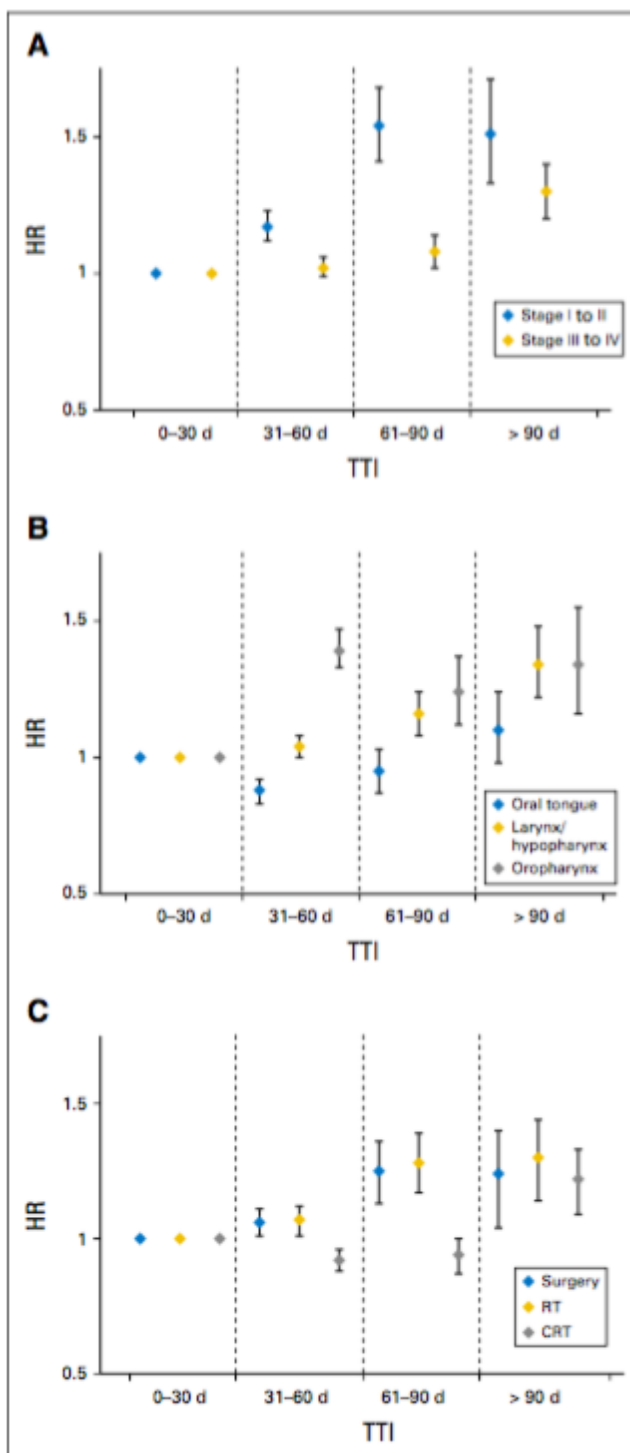 A
1.5
1
0.5
HR
Stage I to II
Stage III to IV
0–30 d 31–60 d 61–90 d > 90 d
TTI
B
1.5
1
0.5
HR
Oral tongue
Larynx/
hypopharynx
Oropharynx
0–30 d 31–60 d 61–90 d > 90 d
TTI
C
1.5
1
0.5
HR
Surgery
RT
CRT
0–30 d 31–60 d 61–90 d > 90 d
TTI